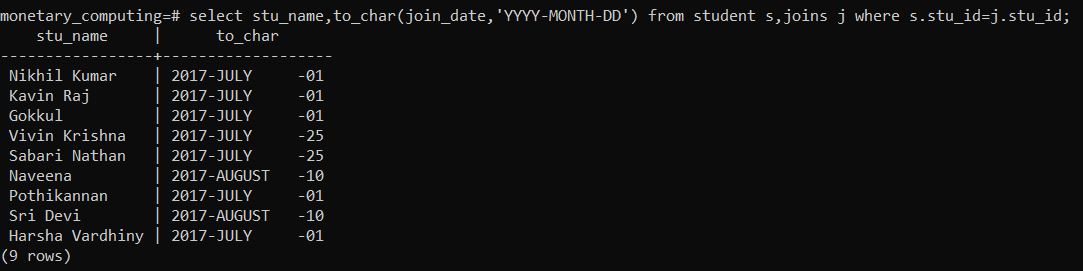 monetary_computing=# select stu_name,to_char(join_date,'YYYY-MONTH-DD') from student s,joins j where s.stu_id=j.stu_id;
    stu_name     |      to_char
-----------------+-------------------
 Nikhil Kumar    | 2017-JULY     -01
 Kavin Raj       | 2017-JULY     -01
 Gokkul          | 2017-JULY     -01
 Vivin Krishna   | 2017-JULY     -25
 Sabari Nathan   | 2017-JULY     -25
 Naveena         | 2017-AUGUST   -10
 Pothikannan     | 2017-JULY     -01
 Sri Devi        | 2017-AUGUST   -10
 Harsha Vardhiny | 2017-JULY     -01
(9 rows)